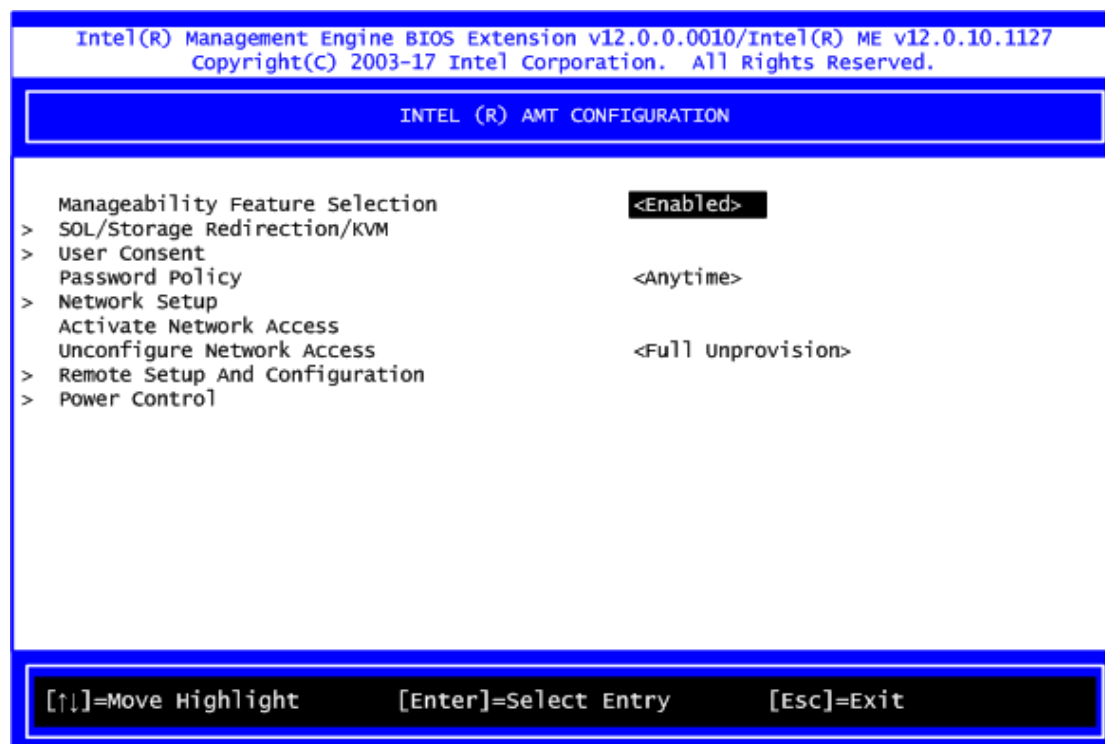 Intel(R) Management Engine BIOS Extension v12.0.0.0010/Intel(R) ME v12.0.10.1127
Copyright(C) 2003-17 Intel Corporation. All Rights Reserved.
INTEL (R) AMT CONFIGURATION
Manageability Feature Selection <Enabled>
> SOL/Storage Redirection/KVM
> User Consent
Password Policy <Anytime>
> Network Setup
Activate Network Access
Unconfigure Network Access <Full Unprovision>
> Remote Setup And Configuration
> Power Control
[↑↓]=Move Highlight [Enter]=Select Entry [Esc]=Exit